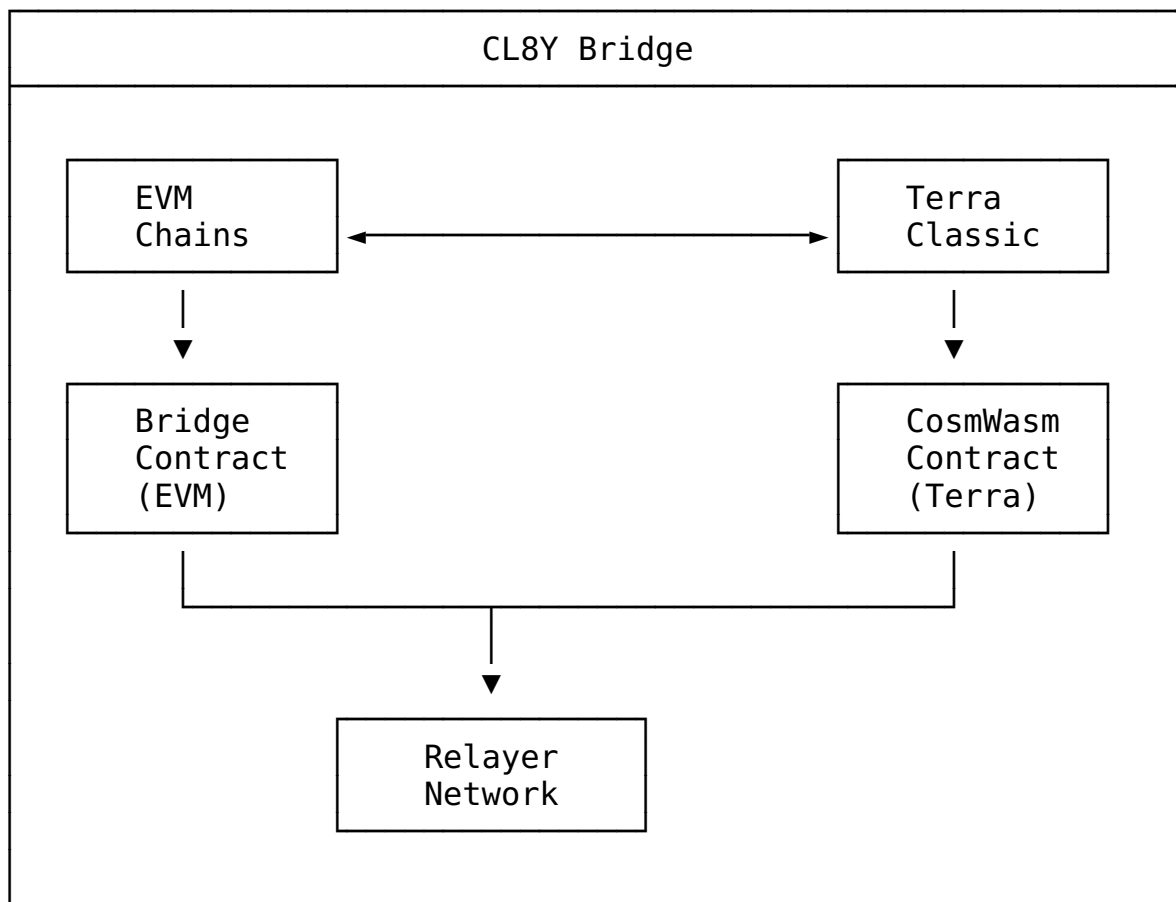 CL8Y Bridge
EVM
Chains
Terra
Classic
Bridge
Contract
(EVM)
CosmWasm
Contract
(Terra)
Relayer
Network